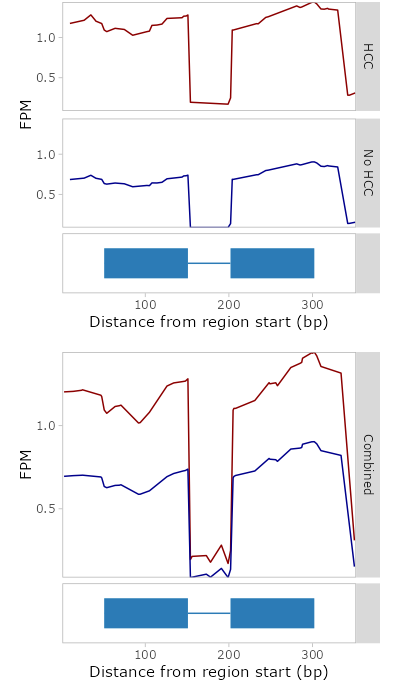 HCC
1.0
0.5
FPM
No HCC
1.0
0.5
100 200 300
Distance from region start (bp)
Combined
1.0
FPM
0.5
100 200 300
Distance from region start (bp)